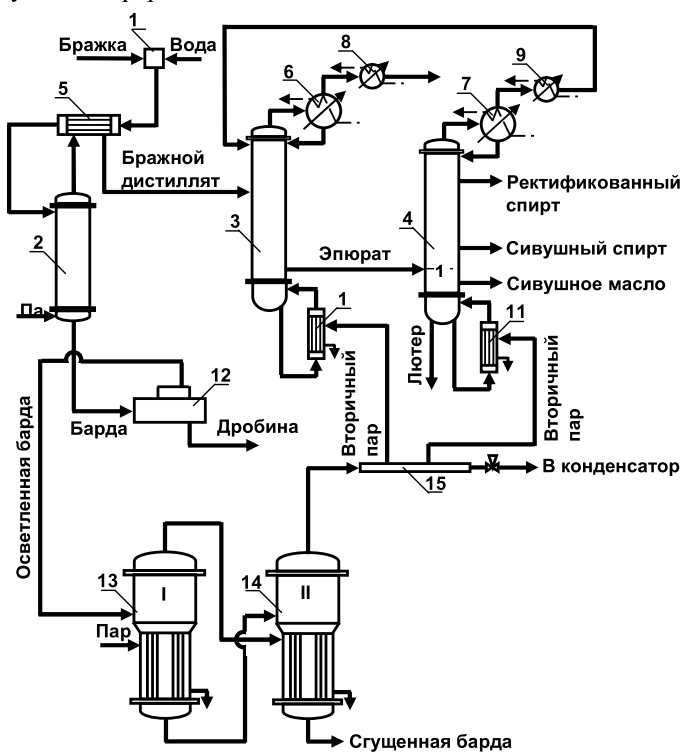 1
Бражка
Вода
5
6
8
7
9
Бражной
дистиллят
2
3
4
Ректификованный
спирт
Эпюрат
1
Сивушный спирт
Сивушное масло
Па
1
11
Лютер
Вторичный
пар
Вторичный
пар
12
Барда
Дробина
Осветленная барда
15
В конденсатор
13
I
14
II
Пар
Сгущенная барда